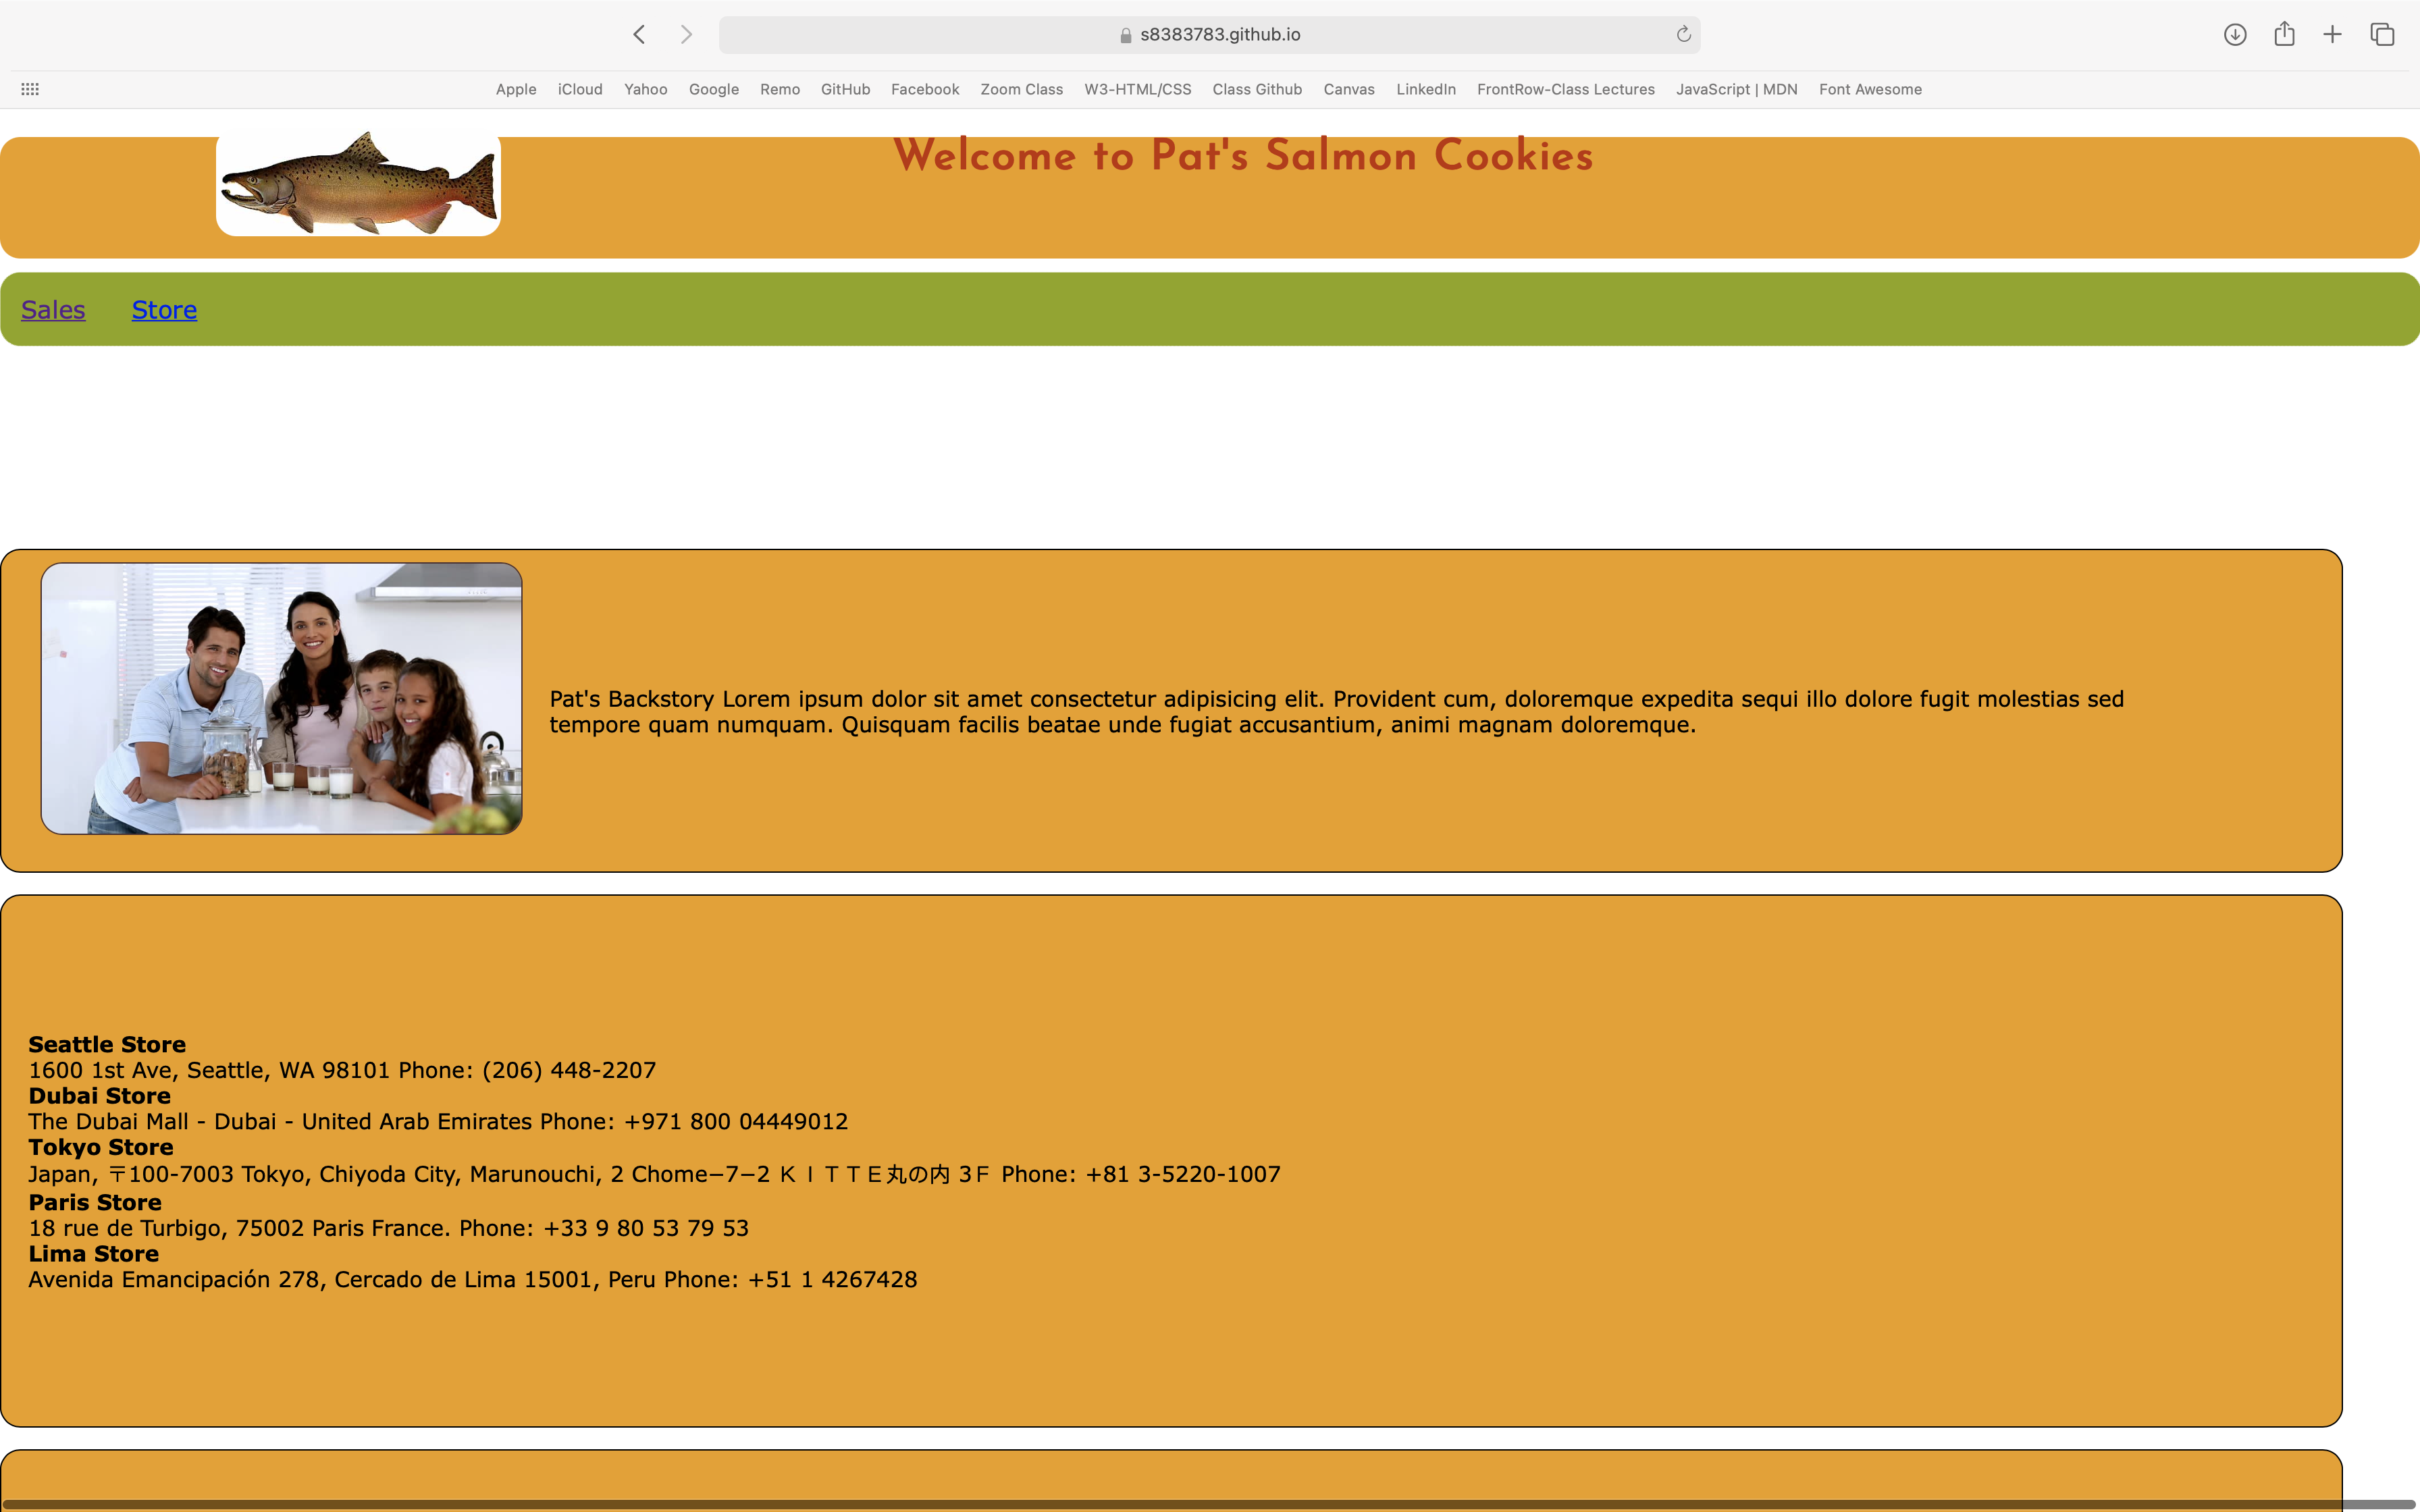 s8383783.github.io
Apple iCloud Yahoo Google Remo GitHub Facebook Zoom Class W3-HTML/CSS Class Github Canvas LinkedIn FrontRow-Class Lectures JavaScript | MDN Font Awesome
Welcome to Pat's Salmon Cookies
Sales Store
Pat's Backstory Lorem ipsum dolor sit amet consectetur adipisicing elit. Provident cum, doloremque expedita sequi illo dolore fugit molestias sed
tempore quam numquam. Quisquam facilis beatae unde fugiat accusantium, animi magnam doloremque.
Seattle Store
1600 1st Ave, Seattle, WA 98101 Phone: (206) 448-2207
Dubai Store
The Dubai Mall - Dubai - United Arab Emirates Phone: +971 800 04449012
Tokyo Store
Japan, 〒100-7003 Tokyo, Chiyoda City, Marunouchi, 2 Chome−7−2 ＫＩＴＴＥ丸の内 3Ｆ Phone: +81 3-5220-1007
Paris Store
18 rue de Turbigo, 75002 Paris France. Phone: +33 9 80 53 79 53
Lima Store
Avenida Emancipación 278, Cercado de Lima 15001, Peru Phone: +51 1 4267428